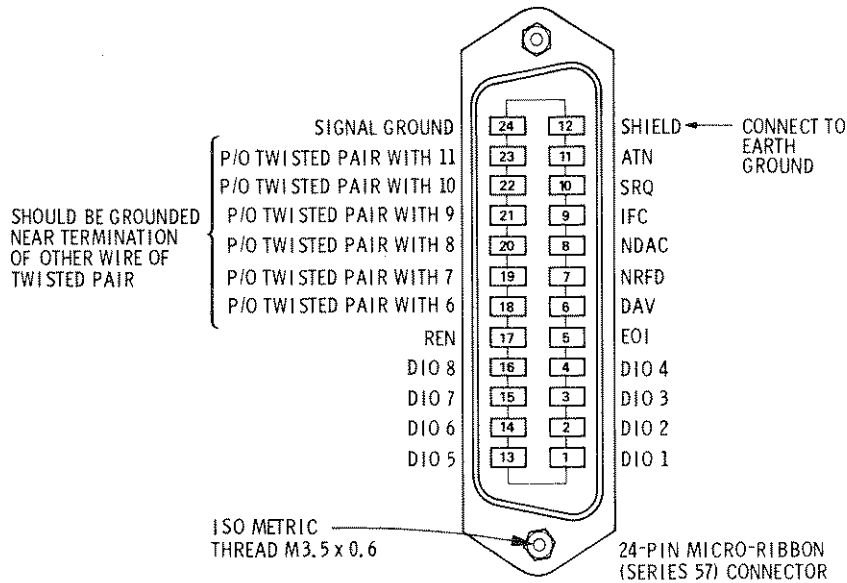 SIGNAL GROUND 24 12 SHIELD CONNECT TO
EARTH
GROUND
P/O TWISTED PAIR WITH 11 23 11 ATN
P/O TWISTED PAIR WITH 10 22 10 SRQ
P/O TWISTED PAIR WITH 9 21 9 IFC
P/O TWISTED PAIR WITH 8 20 8 NDAC
P/O TWISTED PAIR WITH 7 19 7 NRFD
P/O TWISTED PAIR WITH 6 18 6 DAV
SHOULD BE GROUNDED
NEAR TERMINATION
OF OTHER WIRE OF
TWISTED PAIR
REN 17 5 EOI
DIO 8 16 4 DIO 4
DIO 7 15 3 DIO 3
DIO 6 14 2 DIO 2
DIO 5 13 1 DIO 1
ISO METRIC
THREAD M3.5 x 0.6
24-PIN MICRO-RIBBON
(SERIES 57) CONNECTOR